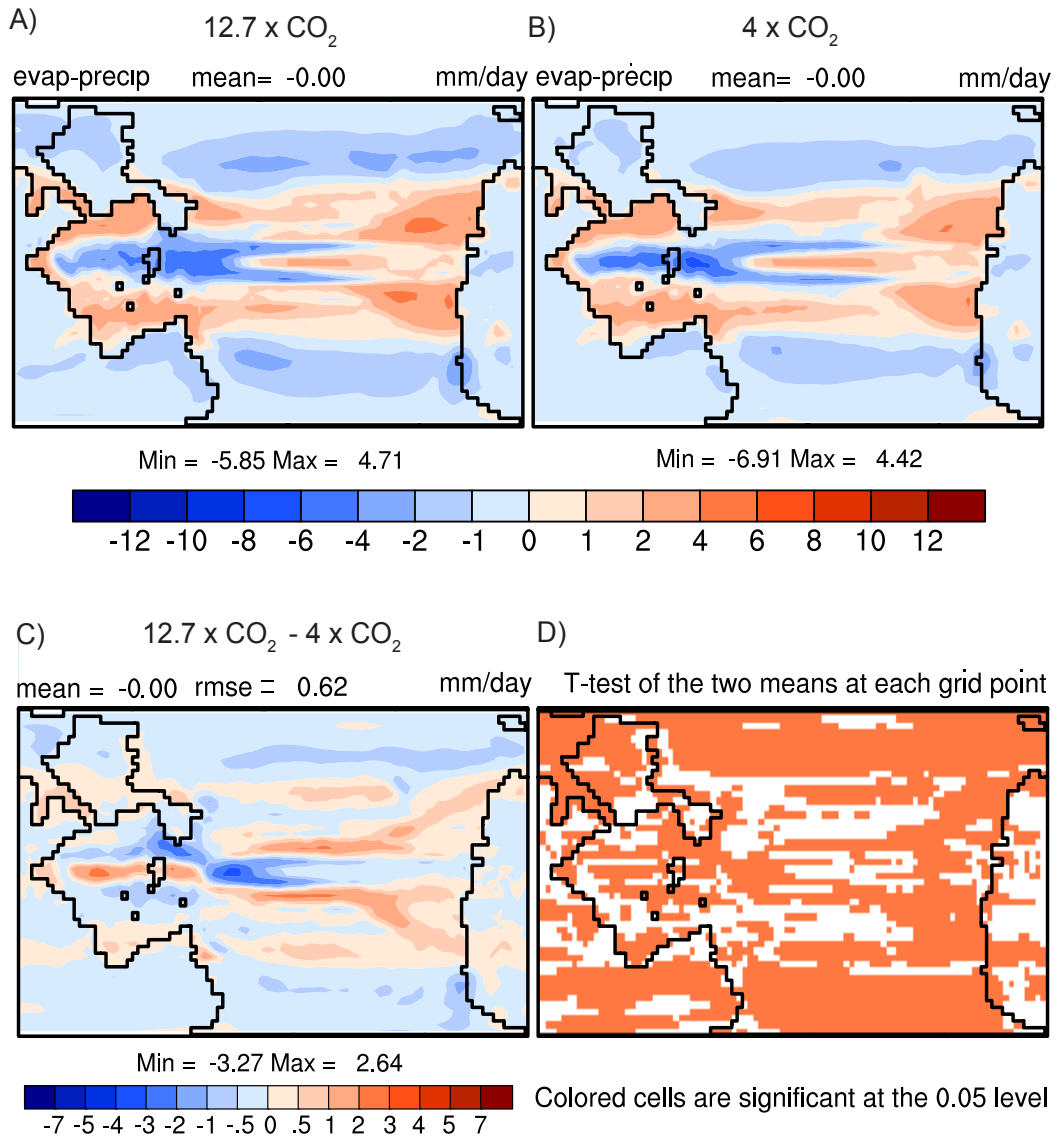 A) 12.7 x CO₂
B) 4 x CO₂
evap-precip mean= -0.00 mm/day
evap-precip mean= -0.00 mm/day
Min = -5.85 Max = 4.71
Min = -6.91 Max = 4.42
-12 -10 -8 -6 -4 -2 -1 0 1 2 4 6 8 10 12
C) 12.7 x CO₂ - 4 x CO₂
D)
mean = -0.00 rmse = 0.62 mm/day
T-test of the two means at each grid point
Min = -3.27 Max = 2.64
-7 -5 -4 -3 -2 -1 -.5 0 .5 1 2 3 4 5 7
Colored cells are significant at the 0.05 level